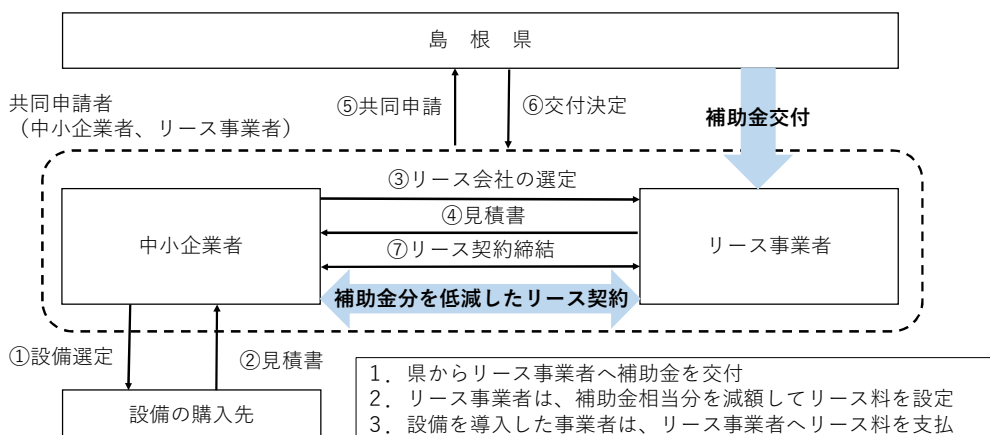 島　根　県
⑤共同申請
⑥交付決定
補助金交付
共同申請者
（中小企業者、リース事業者）
③リース会社の選定
④見積書
⑦リース契約締結
補助金分を低減したリース契約
中小企業者
リース事業者
①設備選定
②見積書
設備の購入先
1．県からリース事業者へ補助金を交付
2．リース事業者は、補助金相当分を減額してリース料を設定
3．設備を導入した事業者は、リース事業者へリース料を支払